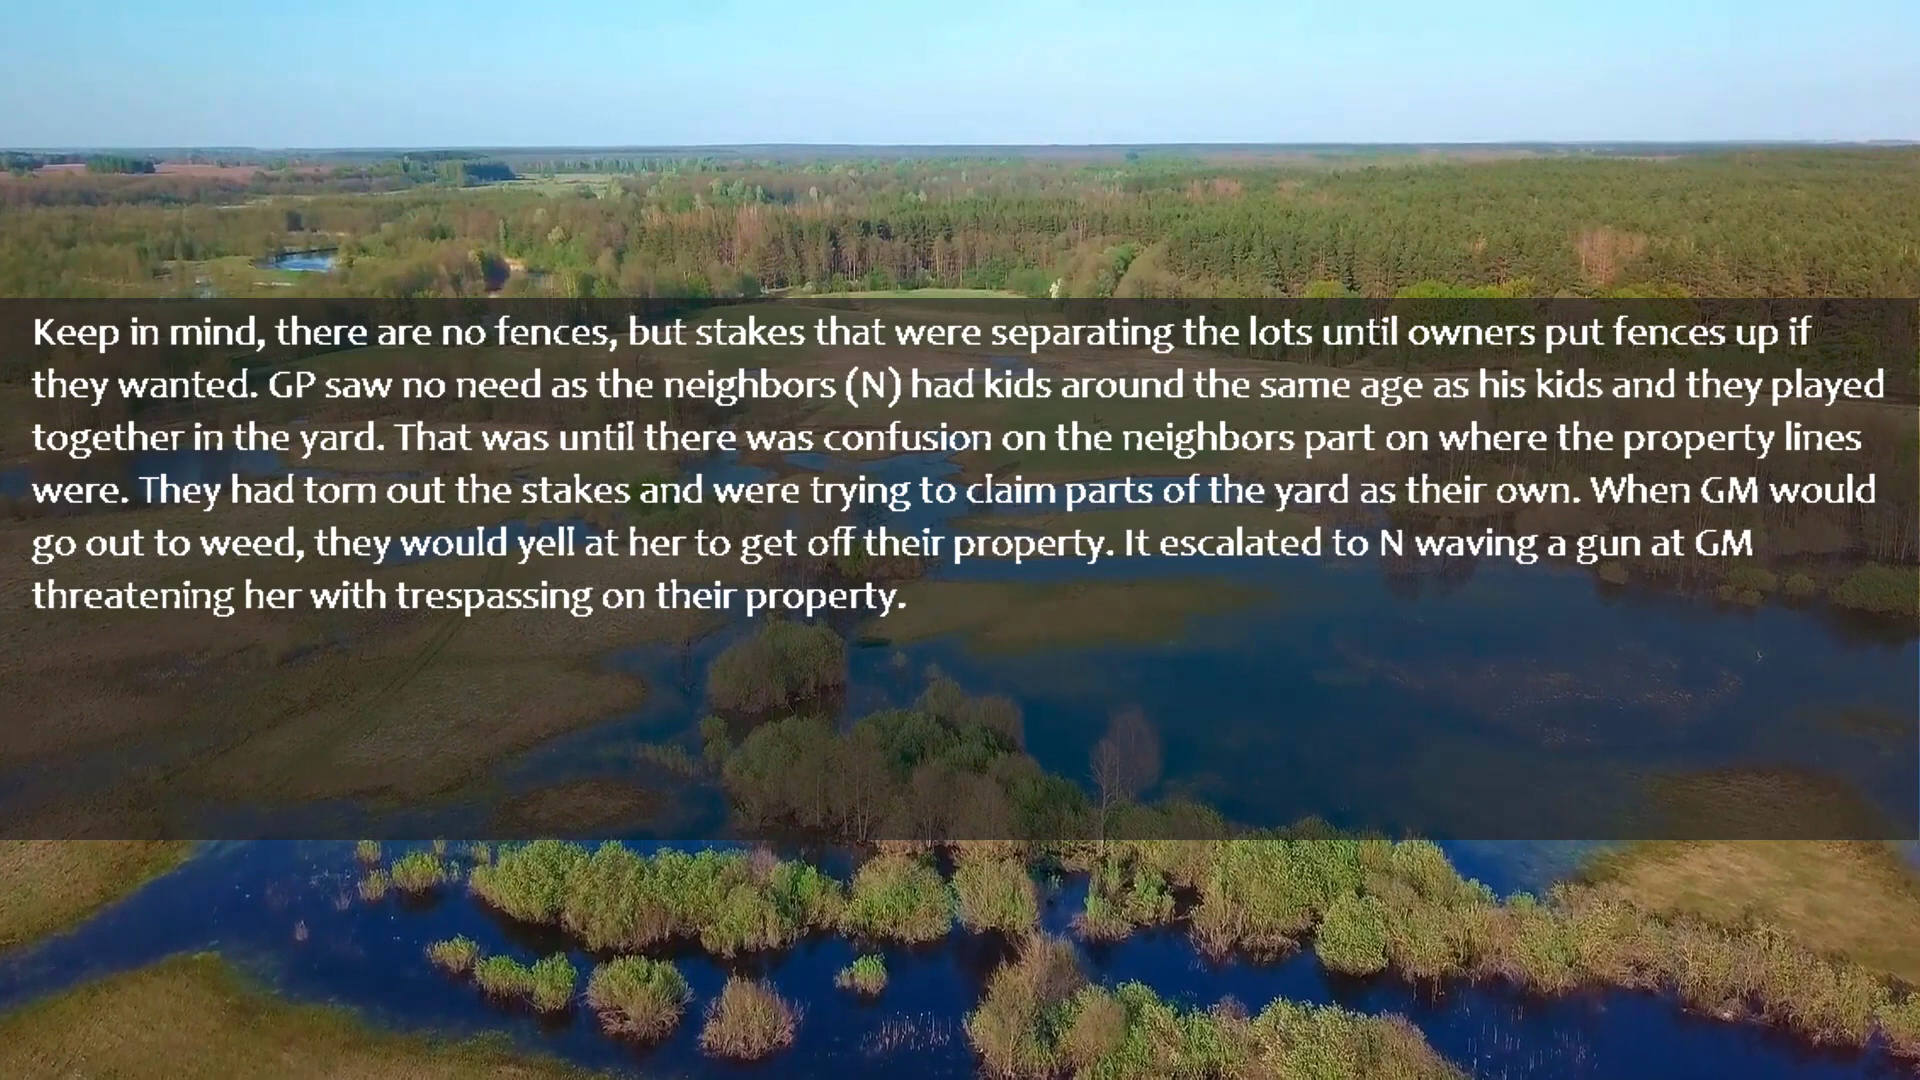 Keep in mind, there are no fences, but stakes that were separating the lots until owners put fences up if
they wanted. GP saw no need as the neighbors (N) had kids around the same age as his kids and they played
together in the yard. That was until there was confusion on the neighbors part on where the property lines
were. They had torn out the stakes and were trying to claim parts of the yard as their own. When GM would
go out to weed, they would yell at her to get off their property. It escalated to N waving a gun at GM
threatening her with trespassing on their property.